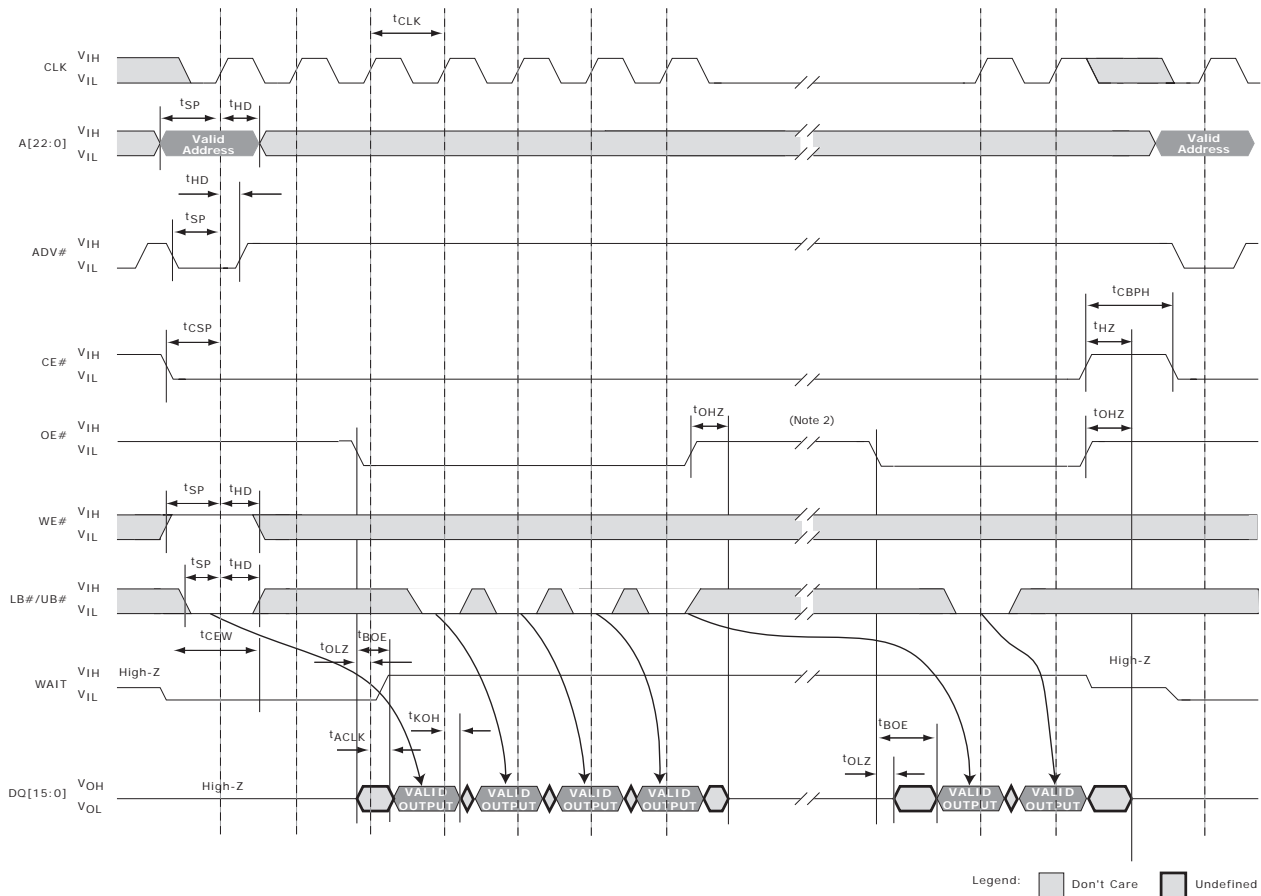 tCLK
CLK
VIH
VIL
tSP
tHD
A[22:0]
VIH
VIL
Valid
Address
Valid
Address
tHD
tSP
ADV#
VIH
VIL
tCBPH
tCSP
tHZ
CE#
VIH
VIL
tOHZ
(Note 2)
tOHZ
OE#
VIH
VIL
tSP
tHD
WE#
VIH
VIL
tSP
tHD
LB#/UB#
VIH
VIL
tCEW
tBOE
tOLZ
High-Z
High-Z
WAIT
VIH
VIL
tKOH
tACLK
tBOE
tOLZ
DQ[15:0]
VOH
VOL
High-Z
VALID
OUTPUT
VALID
OUTPUT
VALID
OUTPUT
VALID
OUTPUT
VALID
OUTPUT
VALID
OUTPUT
Legend:
Don't Care
Undefined